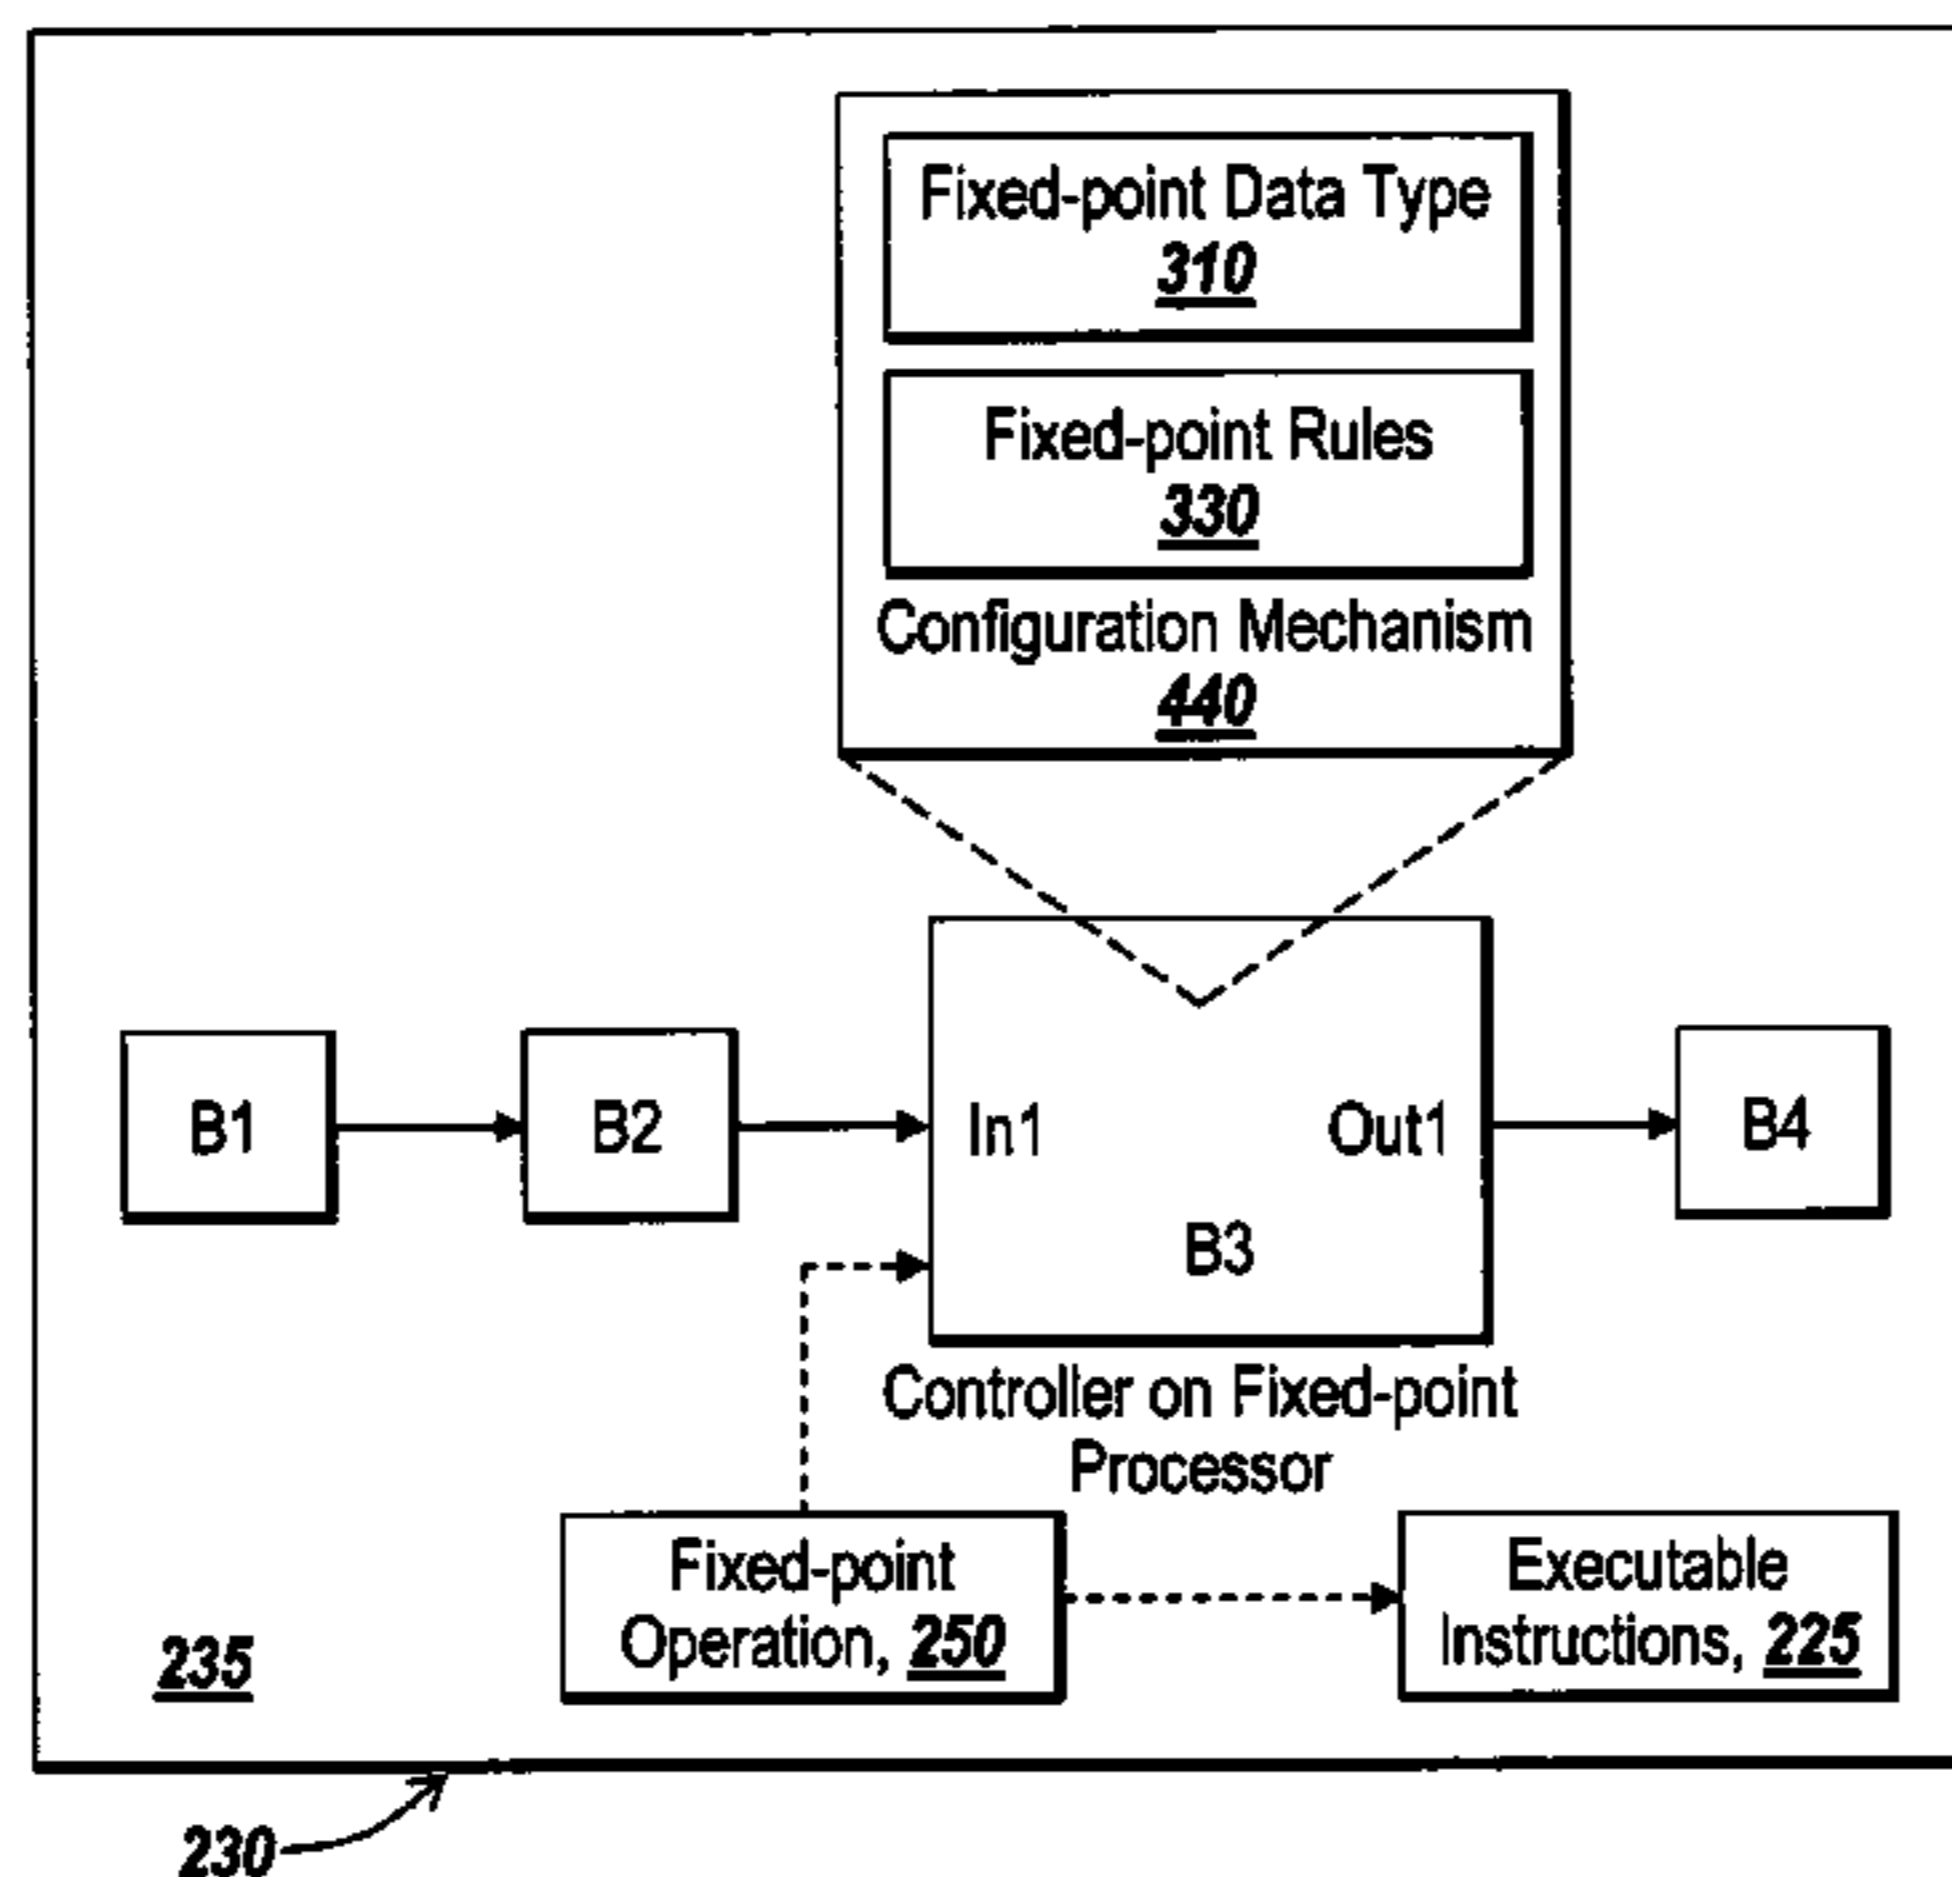 Fixed-point Data Type
310
Fixed-point Rules
330
Configuration Mechanism
440
B1
B2
In1
Out1
B4
B3
Controller on Fixed-point
Processor
Fixed-point
Operation, 250
Executable
Instructions, 225
235
230